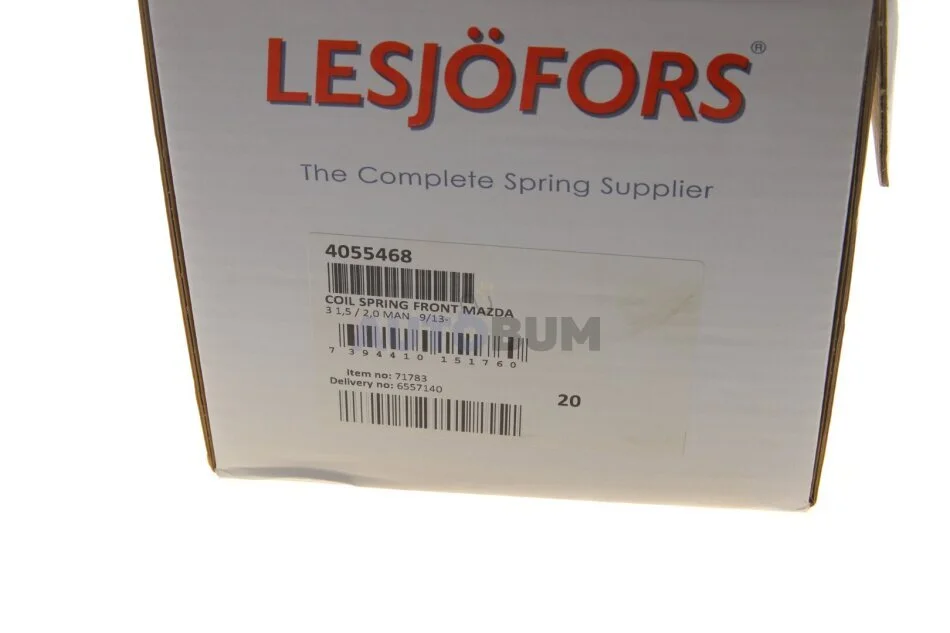 LESJÖFORS®
The Complete Spring Supplier
4055468
COIL SPRING FRONT MAZDA
3 1,5 / 2,0 MAN 9/13-
AUTOBUM
7 394410 151760
Item no: 71783
Delivery no: 6557140
20